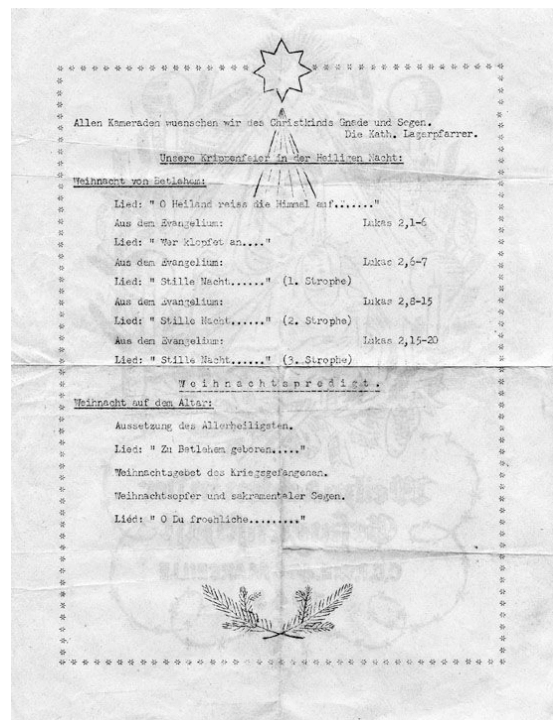 Allen Kameraden wuenschen wir des Christkinds Gnade und Segen.
Die Kath. Lagerpfarrer.
Unsere Krippenfeier in der Heiligen Nacht:
Weihnacht von Betlehem:
Lied: " O Heiland reiss die Himmel auf......."
Aus dem Evangelium: Lukas 2,1-6
Lied: " Wer klopfet an...."
Aus dem Evangelium: Lukas 2,6-7
Lied: " Stille Nacht......" (1. Strophe)
Aus dem Evangelium: Lukas 2,8-15
Lied: " Stille Nacht......" (2. Strophe)
Aus dem Evangelium: Lukas 2,15-20
Lied: " Stille Nacht......" (3. Strophe)
Weihnachtspredigt.
Weihnacht auf dem Altar:
Aussetzung des Allerheiligsten.
Lied: " Zu Betlehem geboren....."
Weihnachtsgebet des Kriegsgefangenen.
Weihnachtsopfer und sakramentaler Segen.
Lied: " O Du froehliche........."